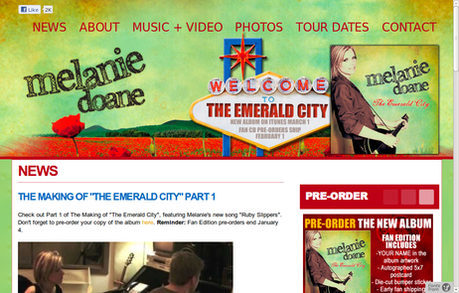 Like 2K
NEWS ABOUT MUSIC + VIDEO PHOTOS TOUR DATES CONTACT
melanie
doane
WELCOME
TO
THE EMERALD CITY
NEW ALBUM ON ITUNES MARCH 1
FAN CD PRE-ORDERS SHIP
FEBRUARY 1
melanie
doane
The Emerald City
NEWS
THE MAKING OF "THE EMERALD CITY" PART 1
Check out Part 1 of The Making of "The Emerald City", featuring Melanie's new song "Ruby Slippers".
Don't forget to pre-order your copy of the album here. Reminder: Fan Edition pre-orders end January
4.
PRE-ORDER
PRE-ORDER THE NEW ALBUM
melanie
doane
The Emerald City
FAN EDITION
INCLUDES
-YOUR NAME in the
album artwork
- Autographed 5x7
postcard
- Die-cut bumper sticker
- Early fan shipping